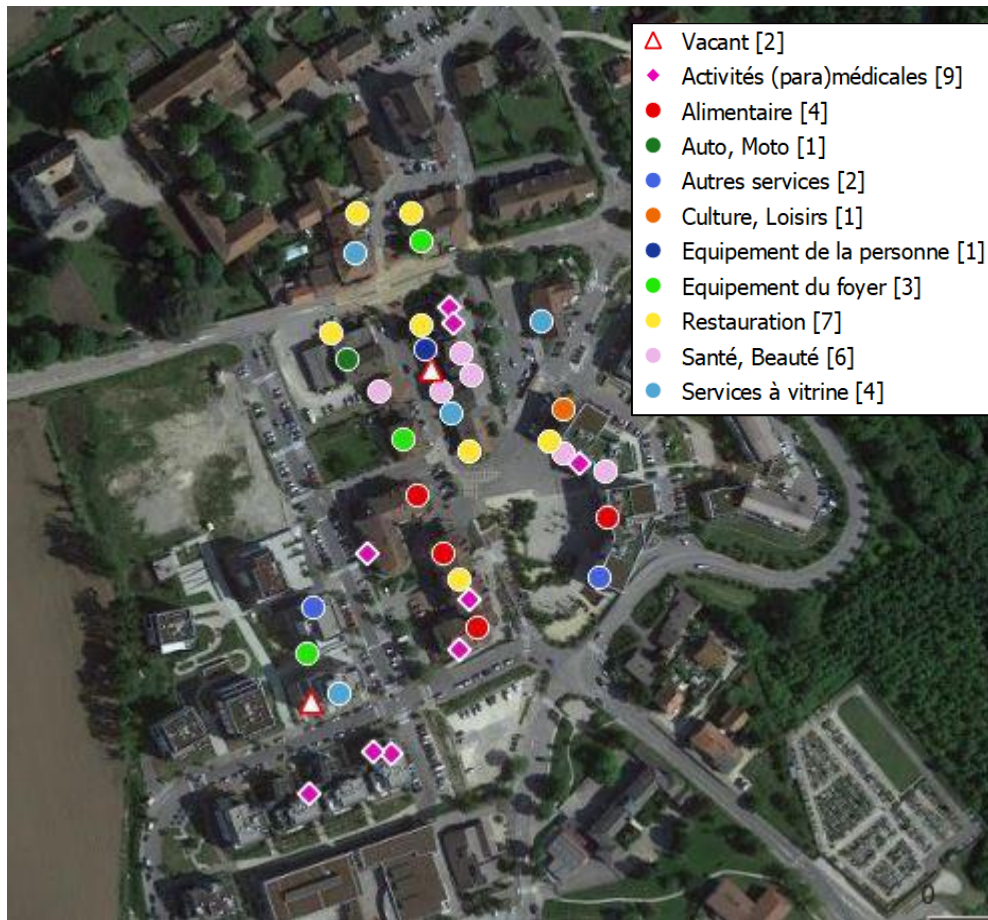 Vacant [2]
Activités (para)médicales [9]
Alimentaire [4]
Auto, Moto [1]
Autres services [2]
Culture, Loisirs [1]
Equipement de la personne [1]
Equipement du foyer [3]
Restauration [7]
Santé, Beauté [6]
Services à vitrine [4]
0